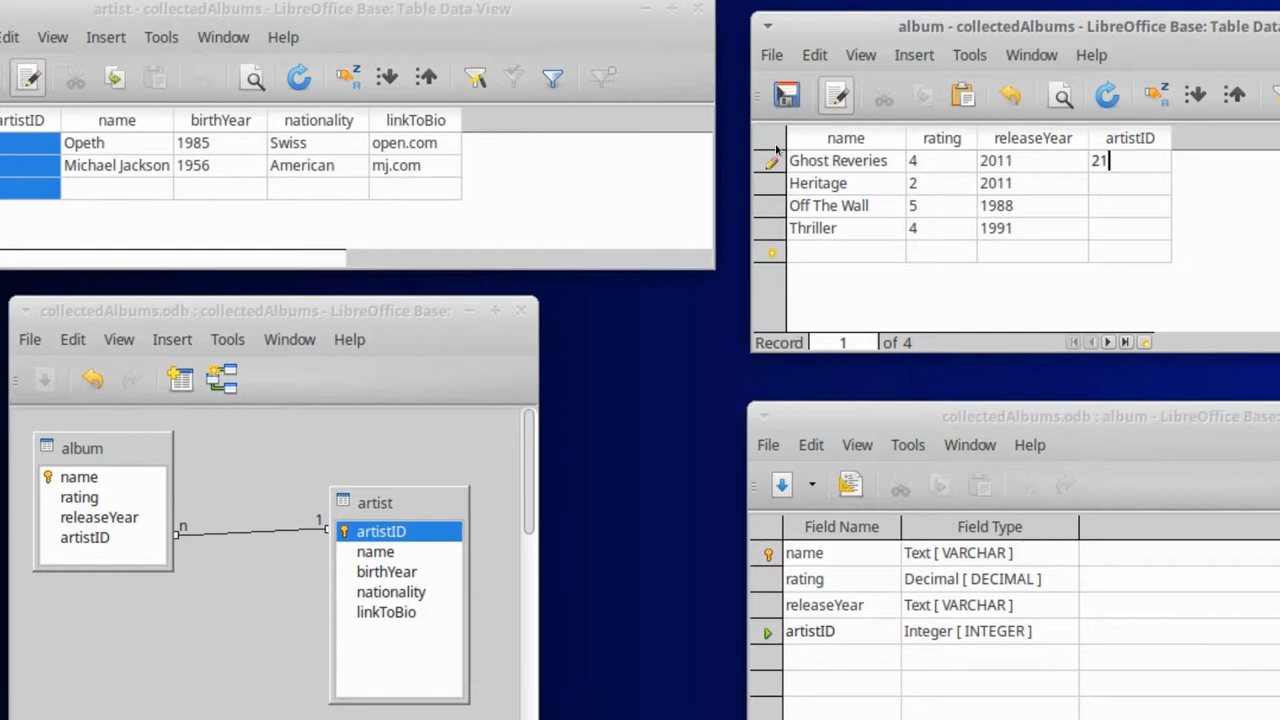 artist - collectedAlbums - LibreOffice Base: Table Data View
Edit View Insert Tools Window Help
artistID name birthYear nationality linkToBio
Opeth 1985 Swiss open.com
Michael Jackson 1956 American mj.com
album - collectedAlbums - LibreOffice Base: Table Data
File Edit View Insert Tools Window Help
name rating releaseYear artistID
Ghost Reveries 4 2011 21
Heritage 2 2011
Off The Wall 5 1988
Thriller 4 1991
Record 1 of 4
collectedAlbums.odb : collectedAlbums - LibreOffice Base:
File Edit View Insert Tools Window Help
album
name
rating
releaseYear
artistID
n 1
artist
artistID
name
birthYear
nationality
linkToBio
collectedAlbums.odb : album - LibreOffice Base:
File Edit View Tools Window Help
Field Name Field Type
name Text [ VARCHAR ]
rating Decimal [ DECIMAL ]
releaseYear Text [ VARCHAR ]
artistID Integer [ INTEGER ]